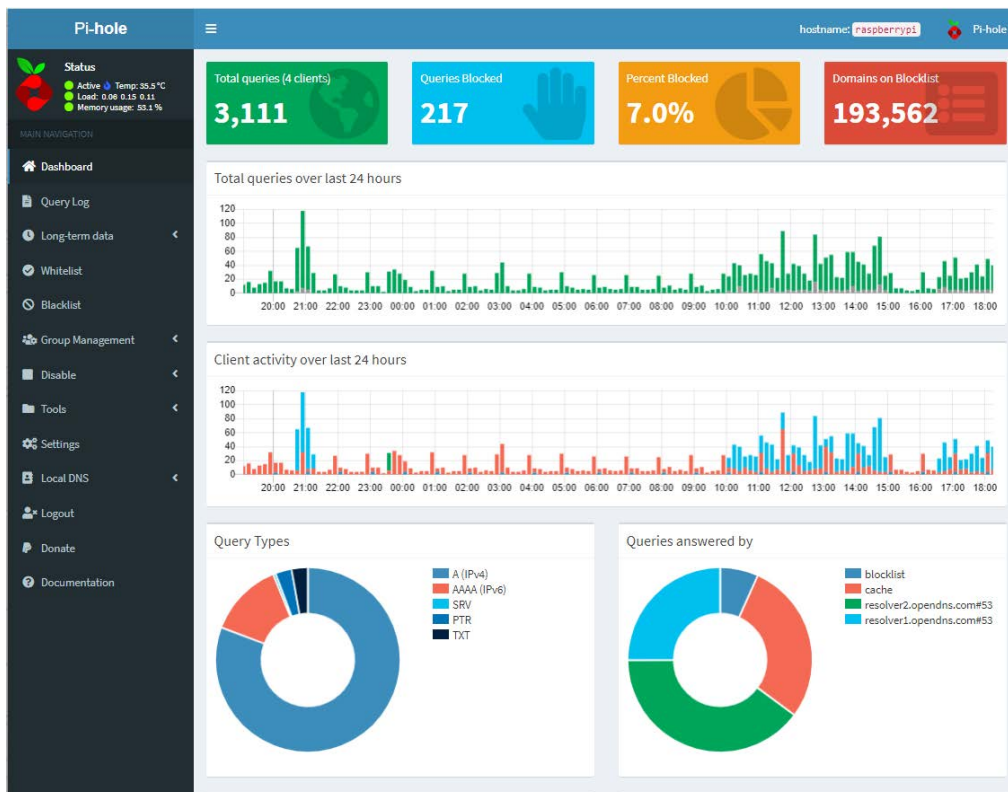 Pi-hole
hostname: raspberrypi
Pi-hole
Status
Active Temp: 35.5 °C
Load: 0.06 0.15 0.11
Memory usage: 53.1 %
MAIN NAVIGATION
Dashboard
Query Log
Long-term data
Whitelist
Blacklist
Group Management
Disable
Tools
Settings
Local DNS
Logout
Donate
Documentation
Total queries (4 clients)
3,111
Queries Blocked
217
Percent Blocked
7.0%
Domains on Blocklist
193,562
Total queries over last 24 hours
120
100
80
60
40
20
0
20:00 21:00 22:00 23:00 00:00 01:00 02:00 03:00 04:00 05:00 06:00 07:00 08:00 09:00 10:00 11:00 12:00 13:00 14:00 15:00 16:00 17:00 18:00
Client activity over last 24 hours
120
100
80
60
40
20
0
20:00 21:00 22:00 23:00 00:00 01:00 02:00 03:00 04:00 05:00 06:00 07:00 08:00 09:00 10:00 11:00 12:00 13:00 14:00 15:00 16:00 17:00 18:00
Query Types
A (IPv4)
AAAA (IPv6)
SRV
PTR
TXT
Queries answered by
blocklist
cache
resolver2.opendns.com#53
resolver1.opendns.com#53